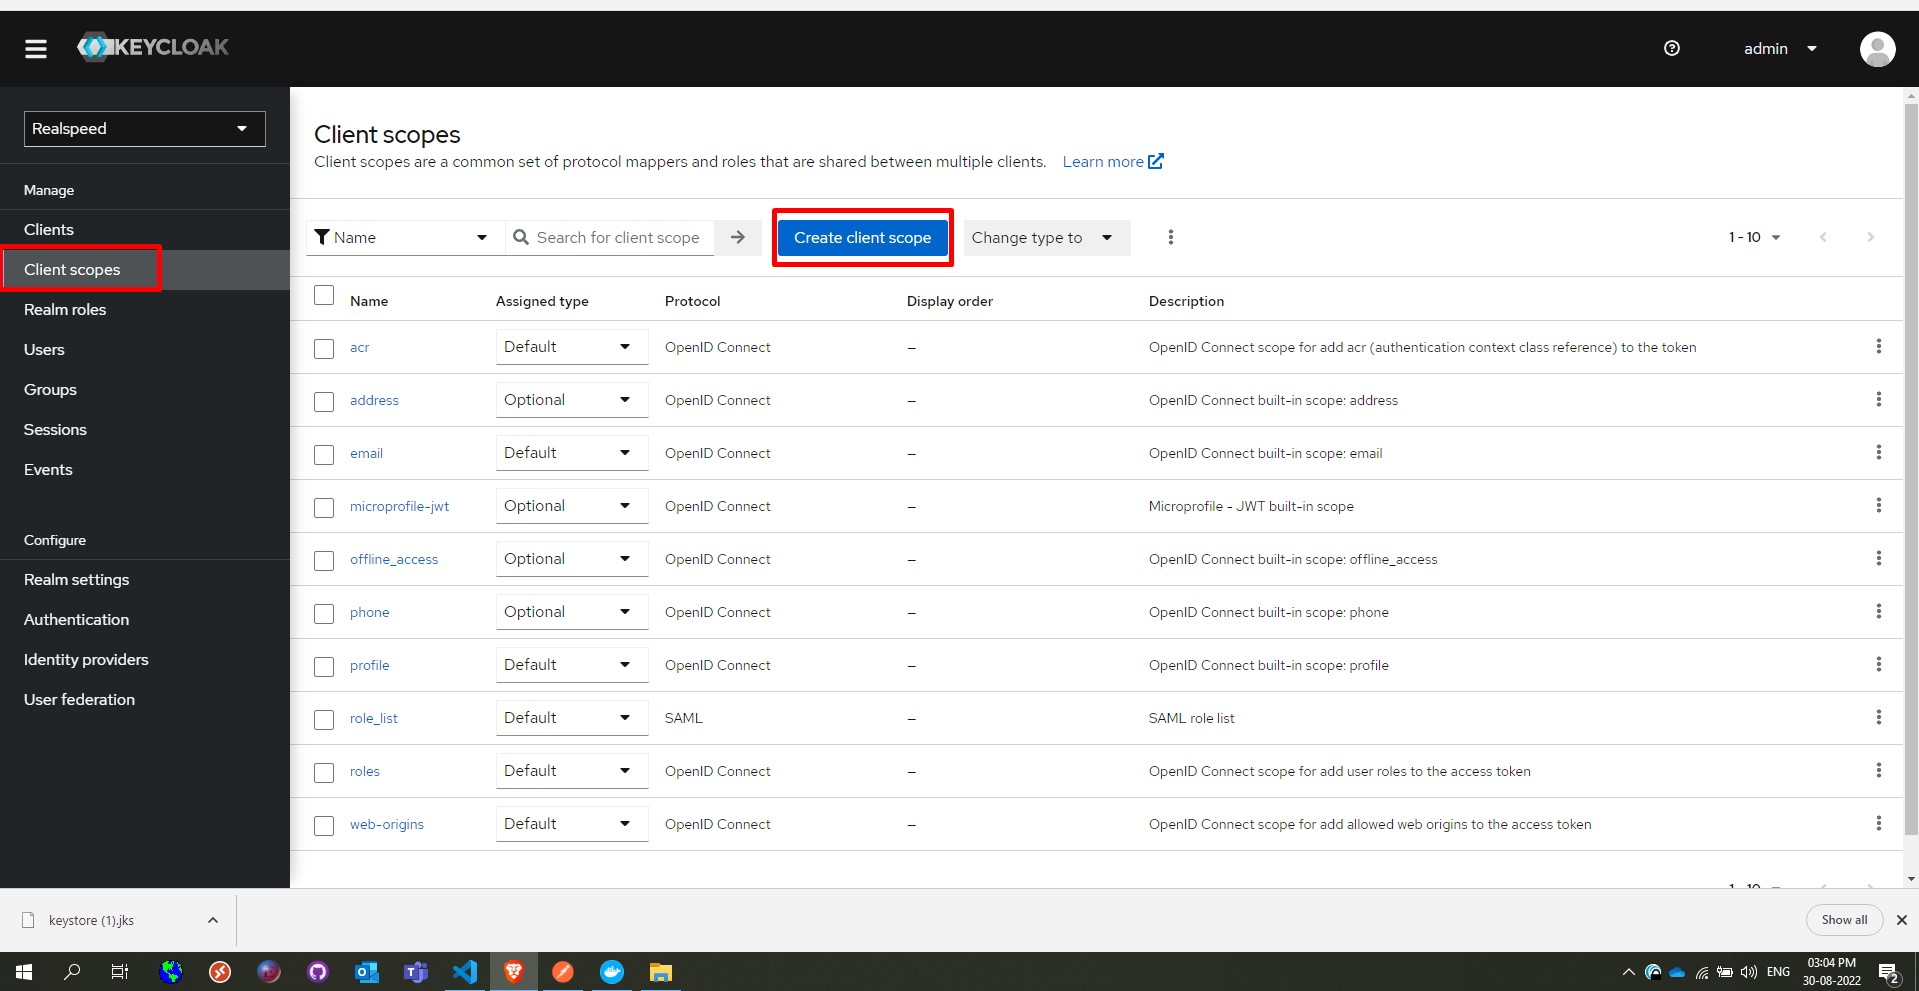 KEYCLOAK
admin
Realspeed
Manage
Clients
Client scopes
Realm roles
Users
Groups
Sessions
Events
Configure
Realm settings
Authentication
Identity providers
User federation
Client scopes
Client scopes are a common set of protocol mappers and roles that are shared between multiple clients. Learn more
Name Search for client scope Create client scope Change type to 1 - 10
Name Assigned type Protocol Display order Description
acr Default OpenID Connect – OpenID Connect scope for add acr (authentication context class reference) to the token
address Optional OpenID Connect – OpenID Connect built-in scope: address
email Default OpenID Connect – OpenID Connect built-in scope: email
microprofile-jwt Optional OpenID Connect – Microprofile - JWT built-in scope
offline_access Optional OpenID Connect – OpenID Connect built-in scope: offline_access
phone Optional OpenID Connect – OpenID Connect built-in scope: phone
profile Default OpenID Connect – OpenID Connect built-in scope: profile
role_list Default SAML – SAML role list
roles Default OpenID Connect – OpenID Connect scope for add user roles to the access token
web-origins Default OpenID Connect – OpenID Connect scope for add allowed web origins to the access token
1 - 10
keystore (1).jks Show all
ENG
03:04 PM
30-08-2022
2